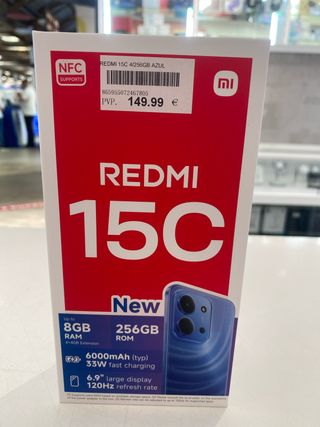 NFC
SUPPORTS
REDMI 15C 4/256GB AZUL
865955072467805
PVP. 149.99 €
mi
REDMI
15C
New
Up to
8GB
RAM
4+4GB Extension
256GB
ROM
6000mAh (typ)
33W fast charging
6.9" large display
120Hz refresh rate